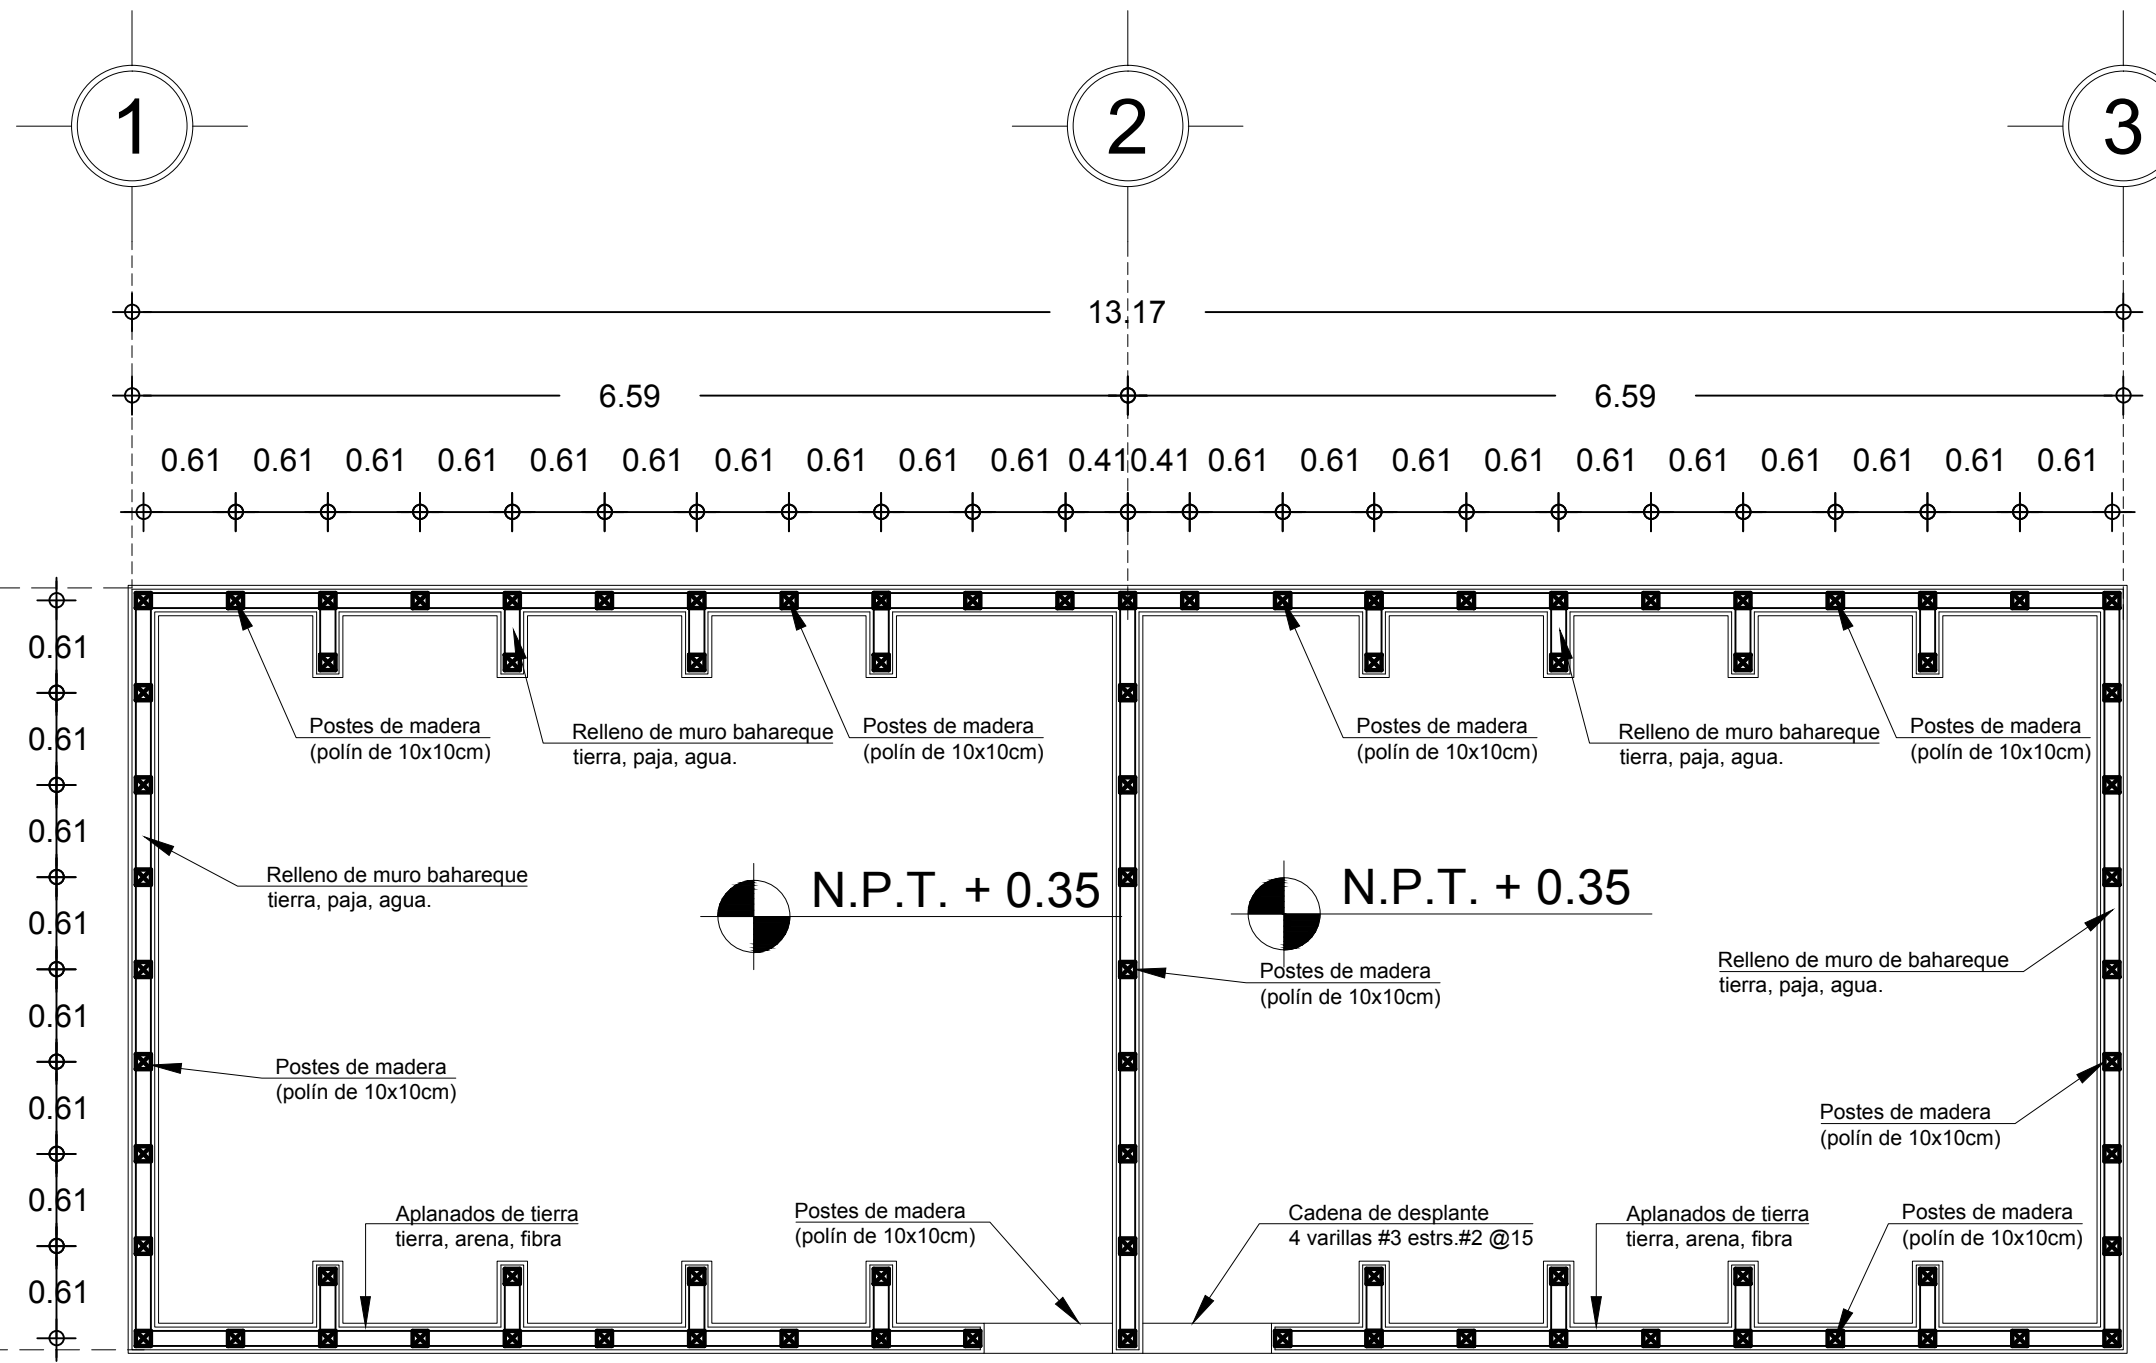 1
2
3
13.17
6.59
6.59
0.61 0.61 0.61 0.61 0.61 0.61 0.61 0.61 0.61 0.61 0.41 0.41 0.61 0.61 0.61 0.61 0.61 0.61 0.61 0.61 0.61 0.61
0.61
0.61
0.61
0.61
0.61
0.61
0.61
0.61
Postes de madera
(polín de 10x10cm)
Relleno de muro bahareque
tierra, paja, agua.
Postes de madera
(polín de 10x10cm)
Postes de madera
(polín de 10x10cm)
Relleno de muro bahareque
tierra, paja, agua.
Postes de madera
(polín de 10x10cm)
Relleno de muro bahareque
tierra, paja, agua.
N.P.T. + 0.35
N.P.T. + 0.35
Postes de madera
(polín de 10x10cm)
Relleno de muro de bahareque
tierra, paja, agua.
Postes de madera
(polín de 10x10cm)
Postes de madera
(polín de 10x10cm)
Aplanados de tierra
tierra, arena, fibra
Postes de madera
(polín de 10x10cm)
Cadena de desplante
4 varillas #3 estrs.#2 @15
Aplanados de tierra
tierra, arena, fibra
Postes de madera
(polín de 10x10cm)